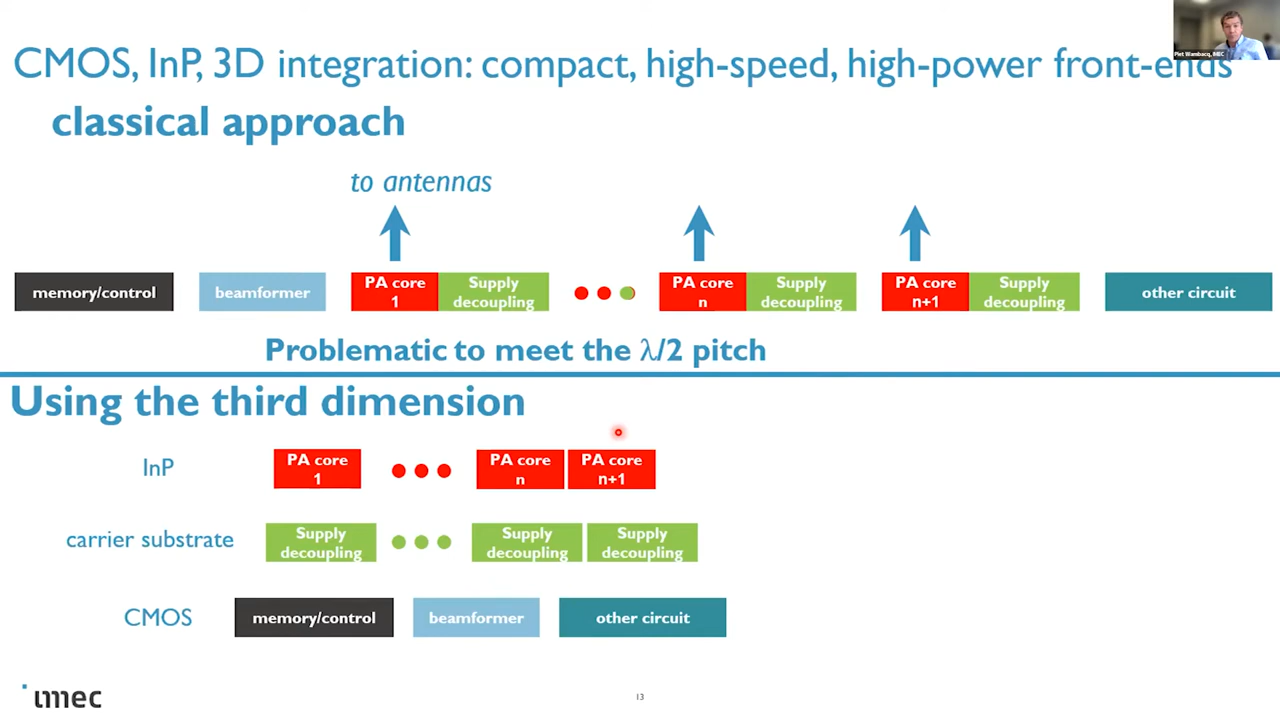 Piet Wambacq, IMEC
CMOS, InP, 3D integration: compact, high-speed, high-power front-ends
classical approach
to antennas
memory/control
beamformer
PA core
1
Supply
decoupling
PA core
n
Supply
decoupling
PA core
n+1
Supply
decoupling
other circuit
Problematic to meet the λ/2 pitch
Using the third dimension
InP
PA core
1
PA core
n
PA core
n+1
carrier substrate
Supply
decoupling
Supply
decoupling
Supply
decoupling
CMOS
memory/control
beamformer
other circuit
imec
13